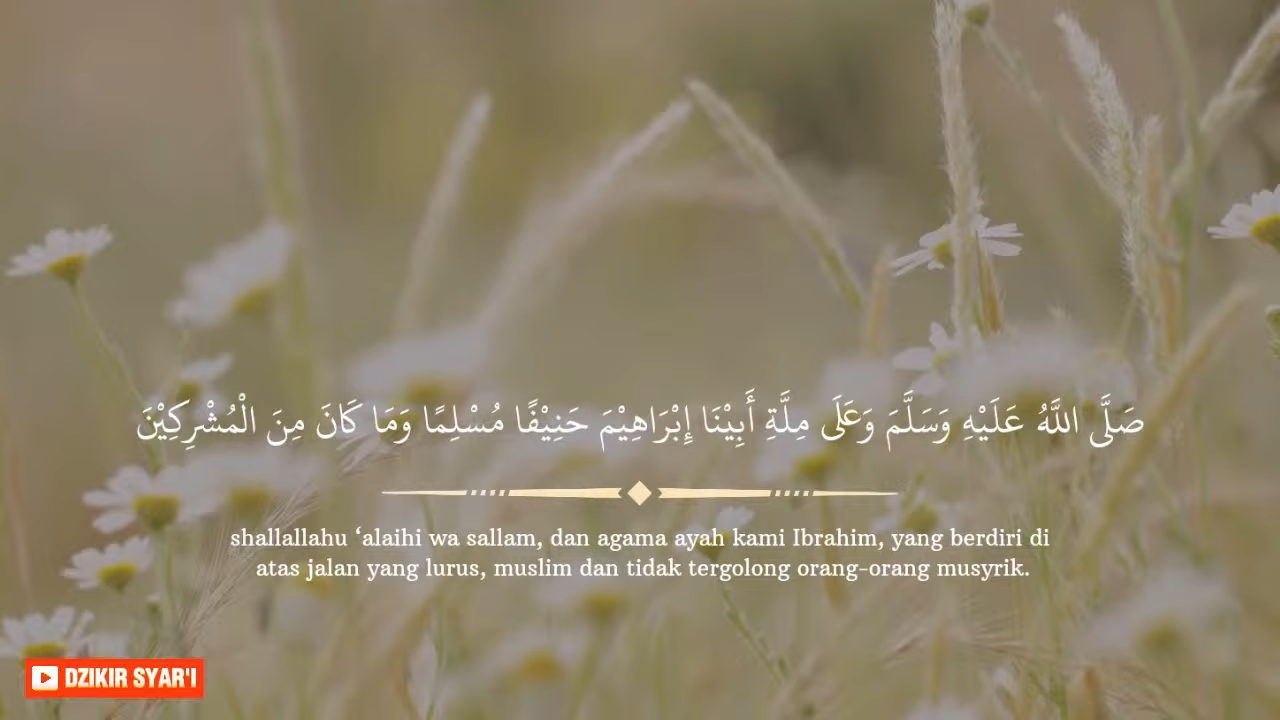 صَلَّى اللَّهُ عَلَيْهِ وَسَلَّمَ وَعَلَى مِلَّةِ أَبِيْنَا إِبْرَاهِيْمَ حَنِيْفًا مُسْلِمًا وَمَا كَانَ مِنَ الْمُشْرِكِيْنَ
shallallahu ‘alaihi wa sallam, dan agama ayah kami Ibrahim, yang berdiri di
atas jalan yang lurus, muslim dan tidak tergolong orang-orang musyrik.
DZIKIR SYAR'I